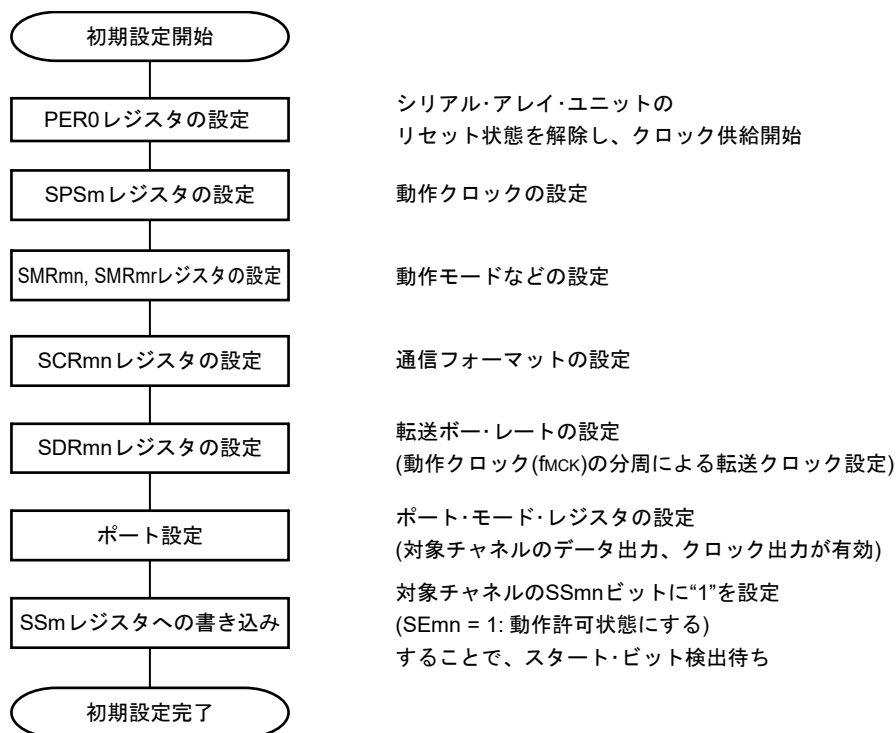 初期設定開始
PER0レジスタの設定
シリアル･アレイ･ユニットの
リセット状態を解除し、クロック供給開始
SPSmレジスタの設定
動作クロックの設定
SMRmn, SMRmrレジスタの設定
動作モードなどの設定
SCRmnレジスタの設定
通信フォーマットの設定
SDRmnレジスタの設定
転送ボー･レートの設定
(動作クロック(fMCK)の分周による転送クロック設定)
ポート設定
ポート･モード･レジスタの設定
(対象チャネルのデータ出力、クロック出力が有効)
SSmレジスタへの書き込み
対象チャネルのSSmnビットに“1”を設定
(SEmn = 1: 動作許可状態にする)
することで、スタート･ビット検出待ち
初期設定完了